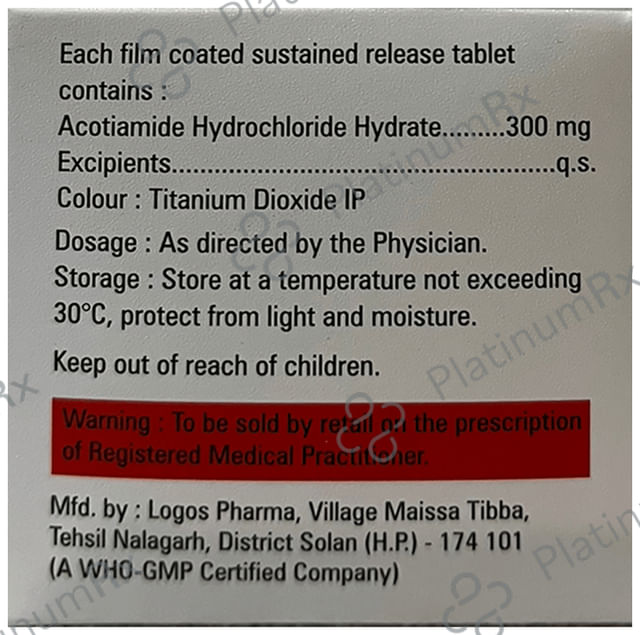 Each film coated sustained release tablet
contains :
Acotiamide Hydrochloride Hydrate.........300 mg
Excipients.......................................................q.s.
Colour : Titanium Dioxide IP
Dosage : As directed by the Physician.
Storage : Store at a temperature not exceeding
30°C, protect from light and moisture.
Keep out of reach of children.
Warning : To be sold by retail on the prescription
of Registered Medical Practitioner.
Mfd. by : Logos Pharma, Village Maissa Tibba,
Tehsil Nalagarh, District Solan (H.P.) - 174 101
(A WHO-GMP Certified Company)
PlatinumRx
PlatinumRx